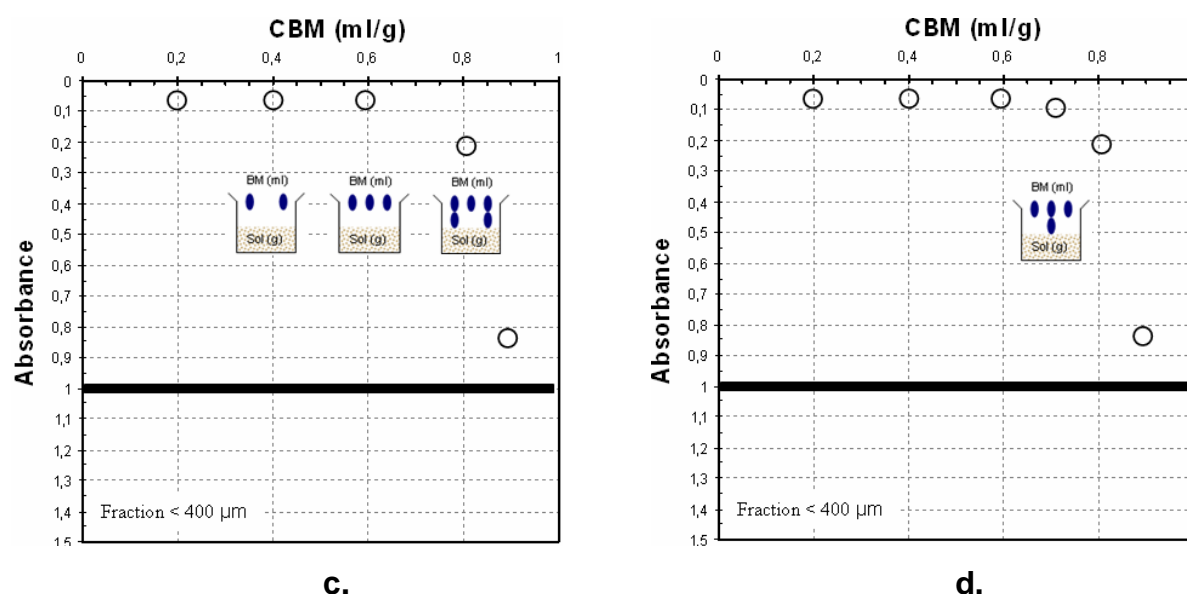 CBM (ml/g)
0 0,2 0,4 0,6 0,8 1
0
0,1
0,2
0,3
0,4
0,5
0,6
0,7
0,8
0,9
1
1,1
1,2
1,3
1,4
1.5
Absorbance
BM (ml) BM (ml) BM (ml)
Sol (g) Sol (g) Sol (g)
Fraction < 400 µm
c.
CBM (ml/g)
0 0,2 0,4 0,6 0,8
0
0,1
0,2
0,3
0,4
0,5
0,6
0,7
0,8
0,9
1
1,1
1,2
1,3
1,4
1.5
Absorbance
BM (ml)
Sol (g)
Fraction < 400 µm
d.